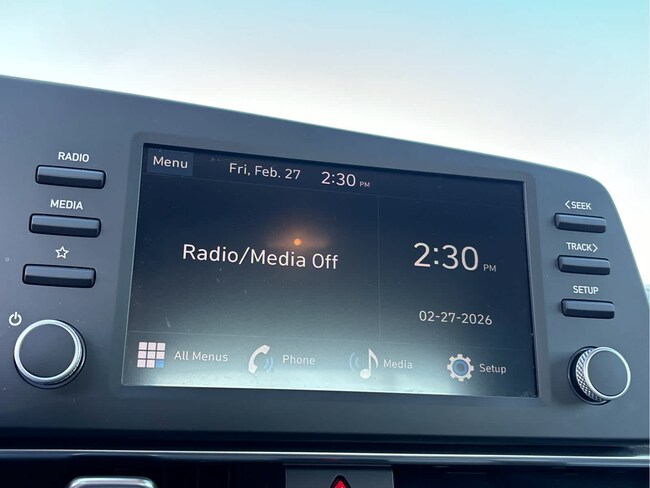 RADIO
MEDIA
Menu
Fri, Feb. 27 2:30 PM
Radio/Media Off
2:30 PM
02-27-2026
All Menus
Phone
Media
Setup
<SEEK
TRACK>
SETUP